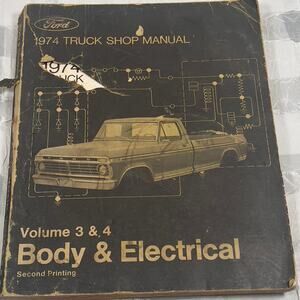 Ford
1974 TRUCK SHOP MANUAL
1974
Volume 3 & 4
Body & Electrical
Second Printing